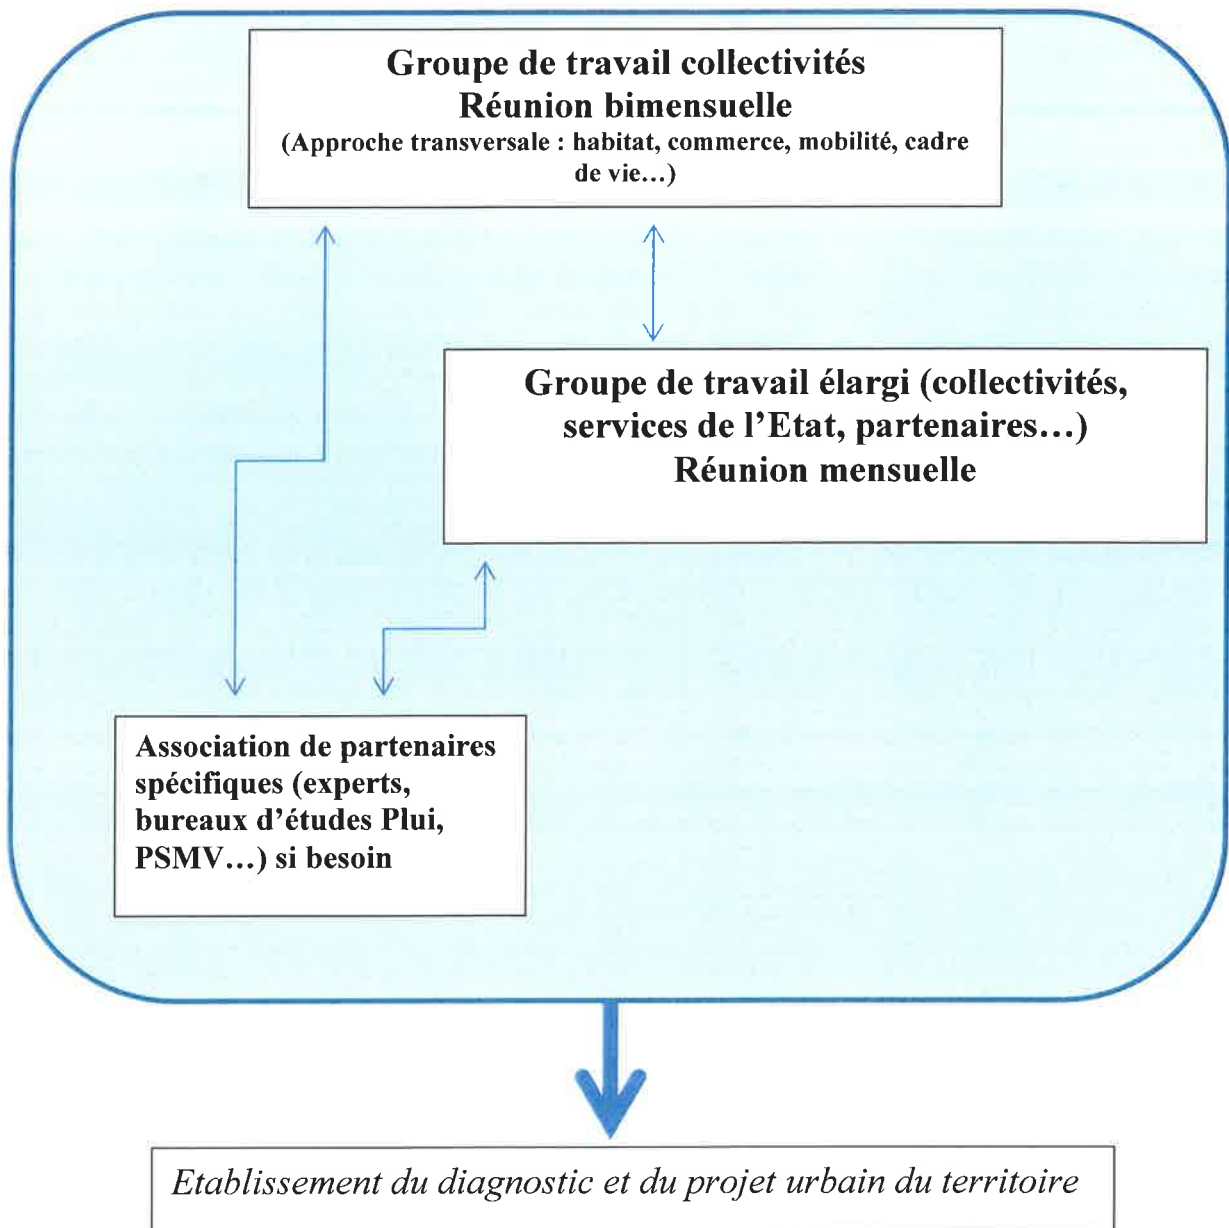 Groupe de travail collectivités
Réunion bimensuelle
(Approche transversale : habitat, commerce, mobilité, cadre
de vie…)
Groupe de travail élargi (collectivités,
services de l’Etat, partenaires…)
Réunion mensuelle
Association de partenaires
spécifiques (experts,
bureaux d’études Plui,
PSMV…) si besoin
Etablissement du diagnostic et du projet urbain du territoire